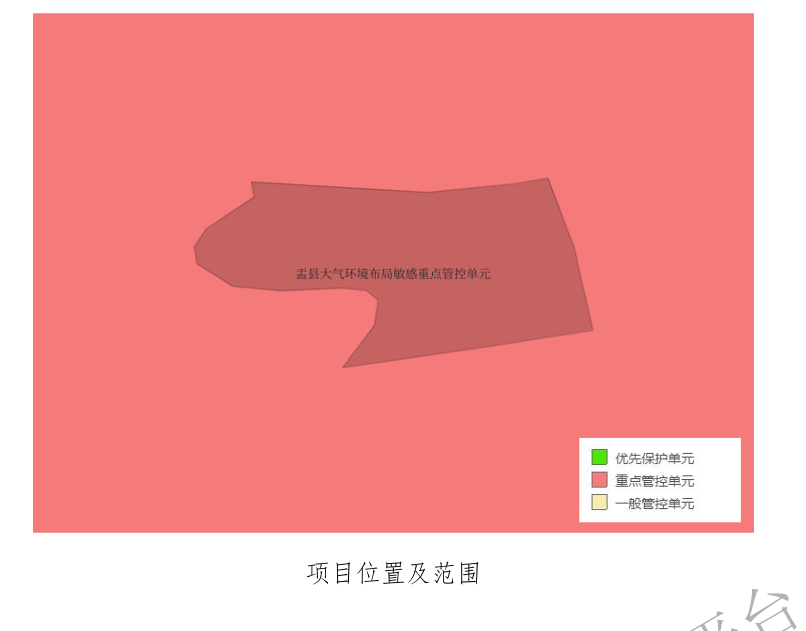 盂县大气环境布局敏感重点管控单元
优先保护单元
重点管控单元
一般管控单元
项目位置及范围
台